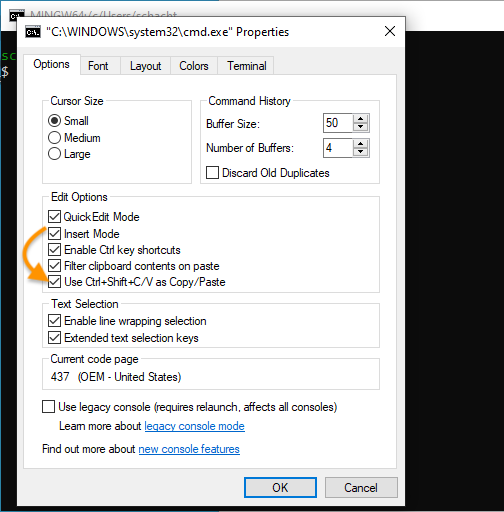 MINGW64:/c/Users/schacht
"C:\WINDOWS\system32\cmd.exe" Properties
Options Font Layout Colors Terminal
Cursor Size
Small
Medium
Large
Command History
Buffer Size: 50
Number of Buffers: 4
Discard Old Duplicates
Edit Options
QuickEdit Mode
Insert Mode
Enable Ctrl key shortcuts
Filter clipboard contents on paste
Use Ctrl+Shift+C/V as Copy/Paste
Text Selection
Enable line wrapping selection
Extended text selection keys
Current code page
437 (OEM - United States)
Use legacy console (requires relaunch, affects all consoles)
Learn more about legacy console mode
Find out more about new console features
OK Cancel